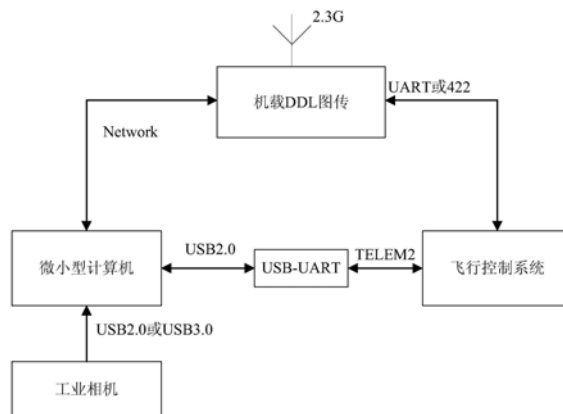 2.3G
机载DDL图传
UART或422
Network
微小型计算机
USB2.0
USB-UART
TELEM2
飞行控制系统
USB2.0或USB3.0
工业相机